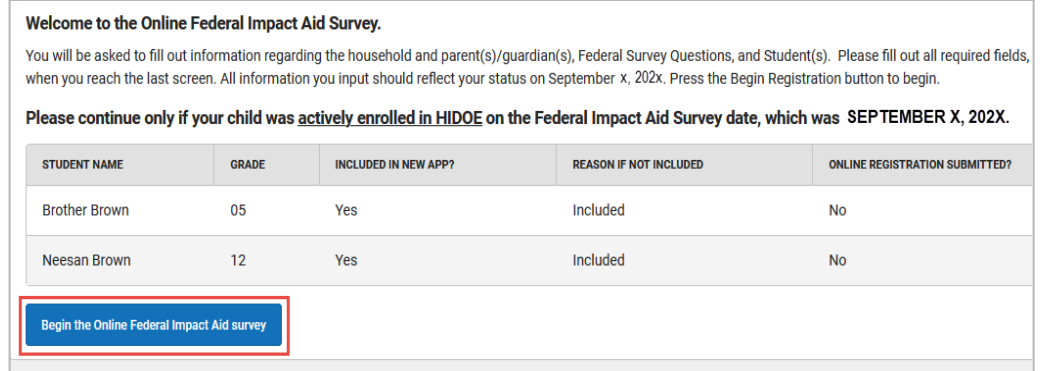 Welcome to the Online Federal Impact Aid Survey.
You will be asked to fill out information regarding the household and parent(s)/guardian(s), Federal Survey Questions, and Student(s). Please fill out all required fields,
when you reach the last screen. All information you input should reflect your status on September x, 202x. Press the Begin Registration button to begin.
Please continue only if your child was actively enrolled in HIDOE on the Federal Impact Aid Survey date, which was SEPTEMBER X, 202X.
STUDENT NAME GRADE INCLUDED IN NEW APP? REASON IF NOT INCLUDED ONLINE REGISTRATION SUBMITTED?
Brother Brown 05 Yes Included No
Neesan Brown 12 Yes Included No
Begin the Online Federal Impact Aid survey